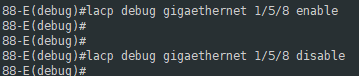 88-E(debug)#lacp debug gigaethernet 1/5/8 enable
88-E(debug)#
88-E(debug)#
88-E(debug)#lacp debug gigaethernet 1/5/8 disable
88-E(debug)#